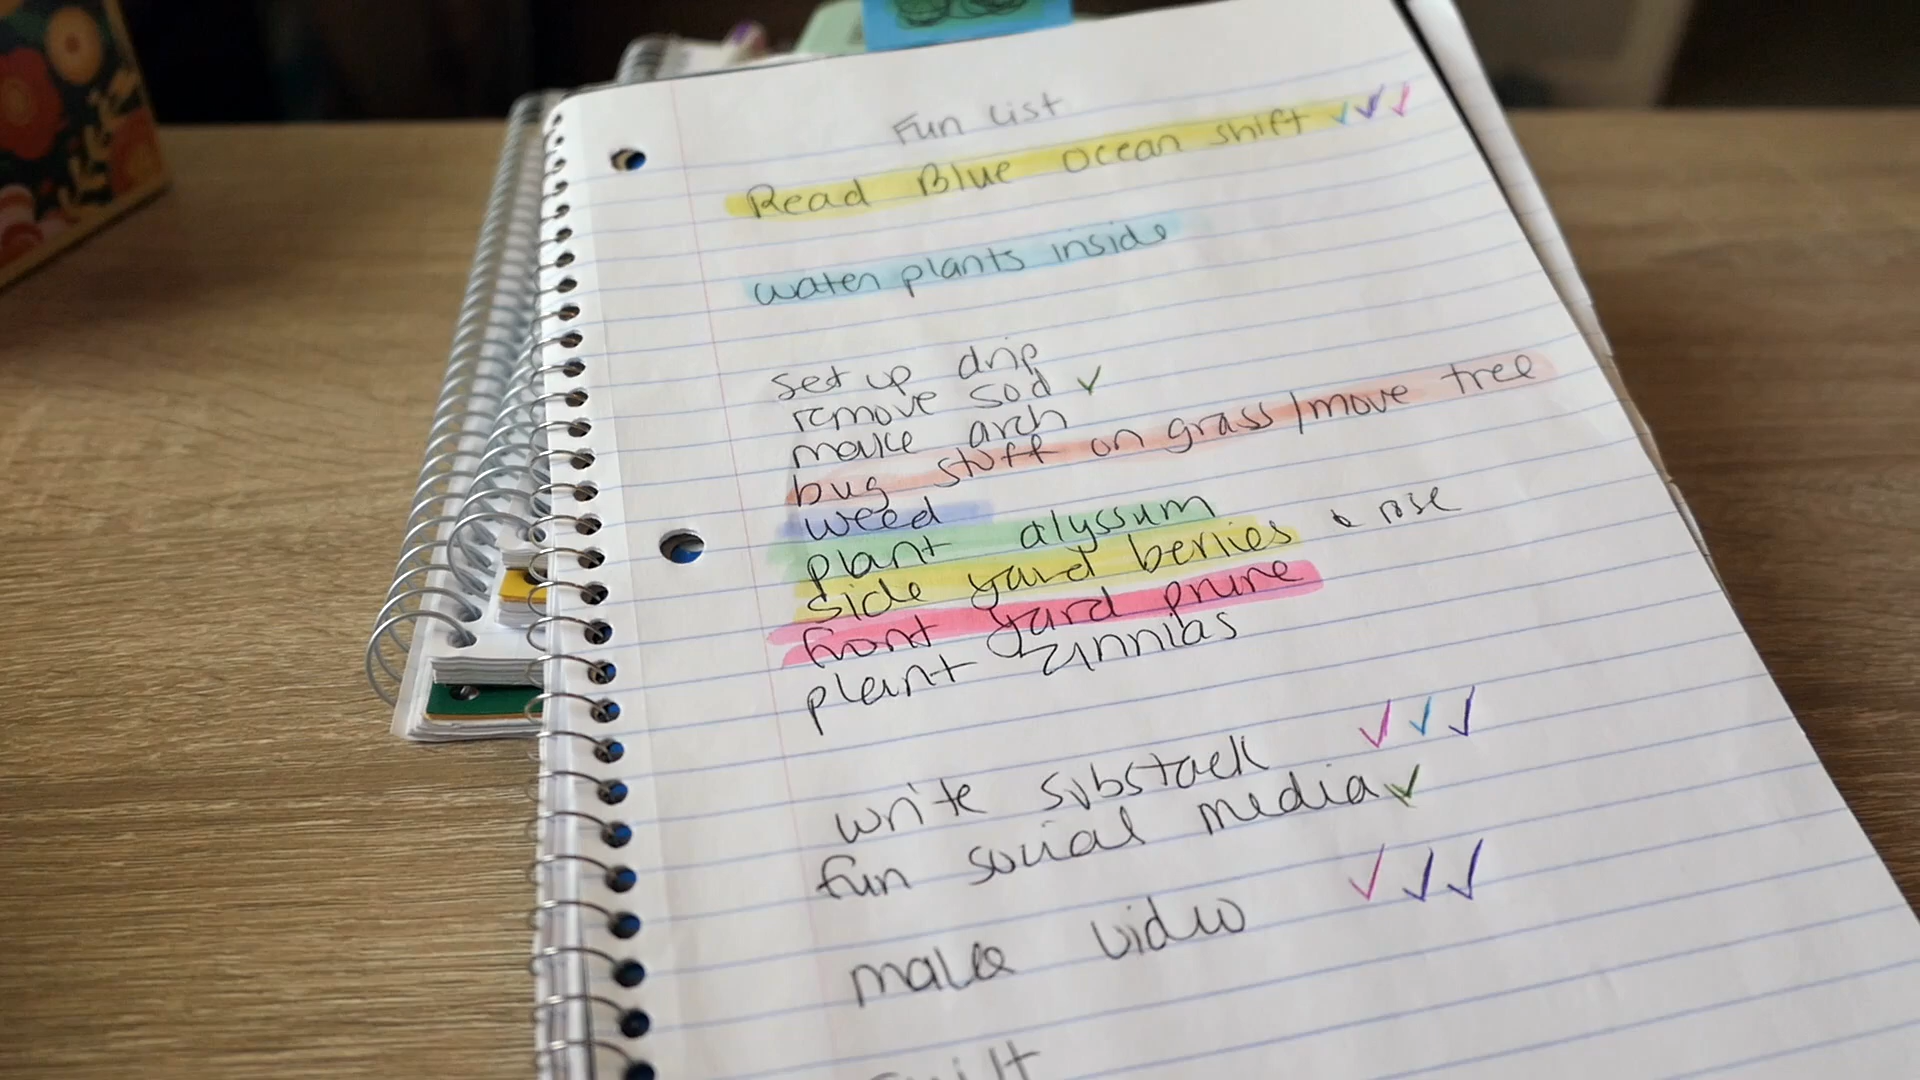 Fun List
Read Blue Ocean shift ✓✓✓
water plants inside
set up drip
remove sod ✓
make arch
bug stuff on grass/move tree
weed
plant alyssum
side yard berries & rose
front yard prune
plant zinnias
write substack ✓✓✓
fun social media ✓
make video ✓✓✓